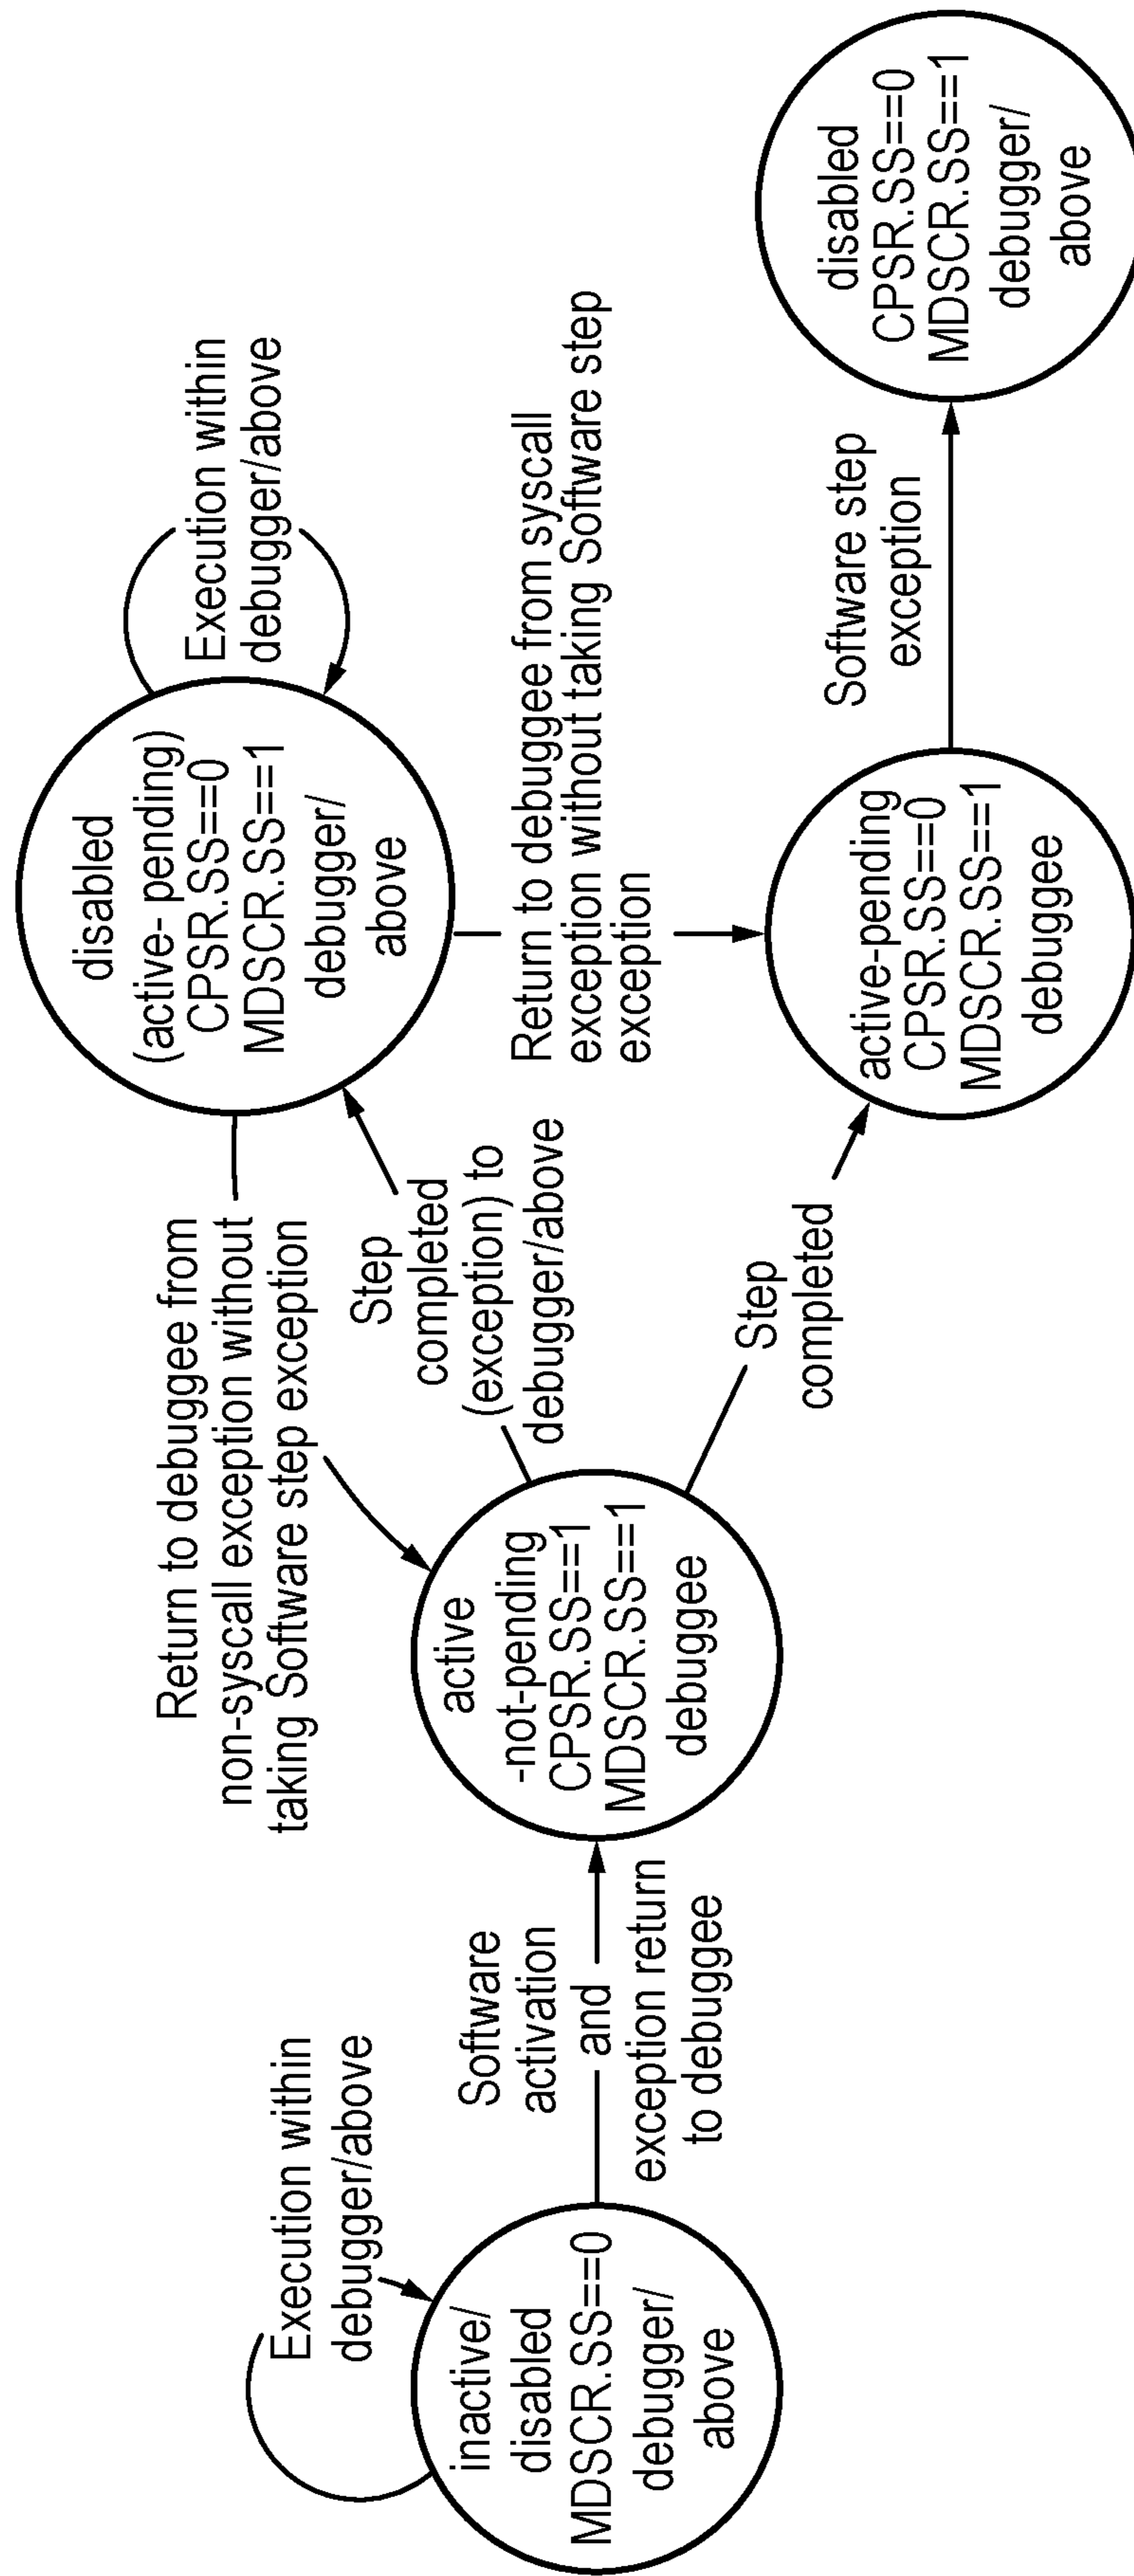 Execution within
debugger/above
inactive/
disabled
MDSCR.SS==0
debugger/
above
Software
activation
and
exception return
to debuggee
active
-not-pending
CPSR.SS==1
MDSCR.SS==1
debuggee
Return to debuggee from
non-syscall exception without
taking Software step exception
Step
completed
(exception) to
debugger/above
Step
completed
disabled
(active- pending)
CPSR.SS==0
MDSCR.SS==1
debugger/
above
Execution within
debugger/above
Return to debuggee from syscall
exception without taking Software step
exception
active-pending
CPSR.SS==0
MDSCR.SS==1
debuggee
Software step
exception
disabled
CPSR.SS==0
MDSCR.SS==1
debugger/
above